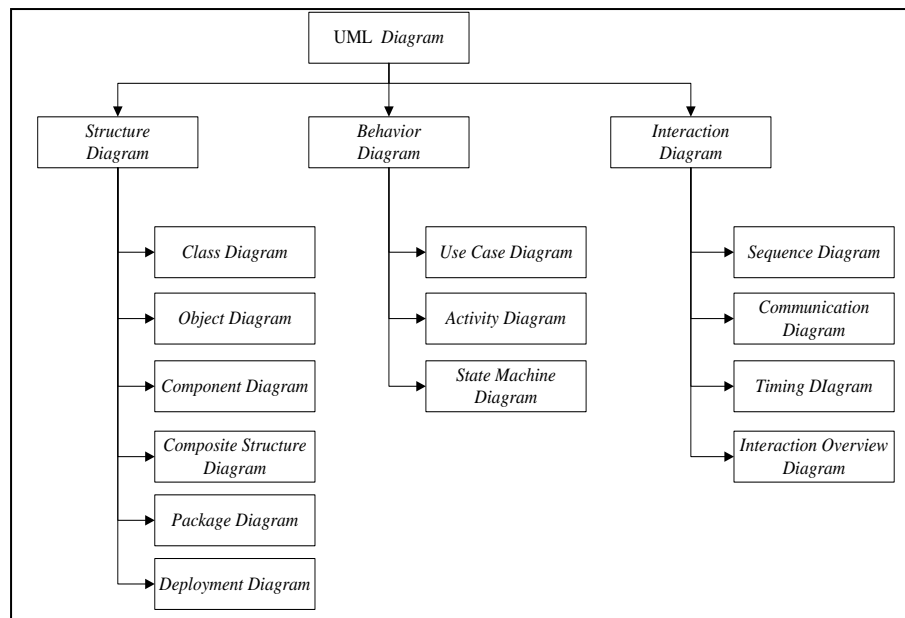 UML Diagram
Structure
Diagram
Behavior
Diagram
Interaction
Diagram
Class Diagram
Object Diagram
Component Diagram
Composite Structure
Diagram
Package Diagram
Deployment Diagram
Use Case Diagram
Activity Diagram
State Machine
Diagram
Sequence Diagram
Communication
Diagram
Timing DIagram
Interaction Overview
Diagram